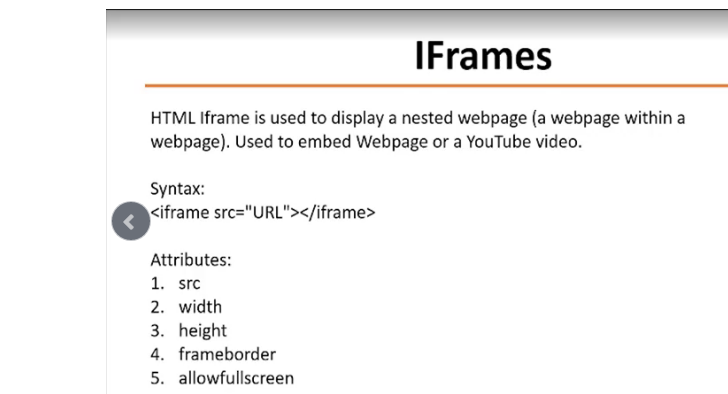 IFrames
HTML Iframe is used to display a nested webpage (a webpage within a
webpage). Used to embed Webpage or a YouTube video.
Syntax:
<iframe src="URL"></iframe>
Attributes:
1. src
2. width
3. height
4. frameborder
5. allowfullscreen